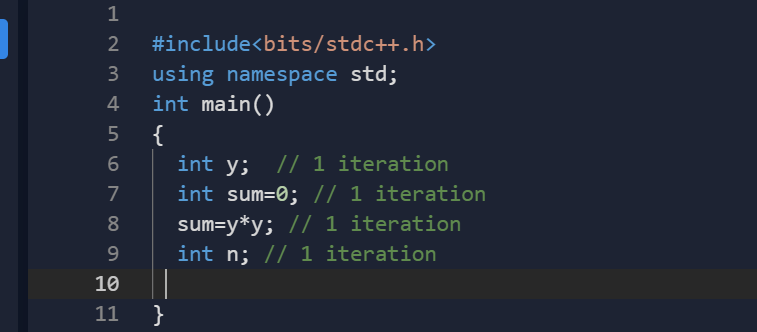 1
2 #include<bits/stdc++.h>
3 using namespace std;
4 int main()
5 {
6 int y;  // 1 iteration
7 int sum=0; // 1 iteration
8 sum=y*y; // 1 iteration
9 int n; // 1 iteration
10
11 }